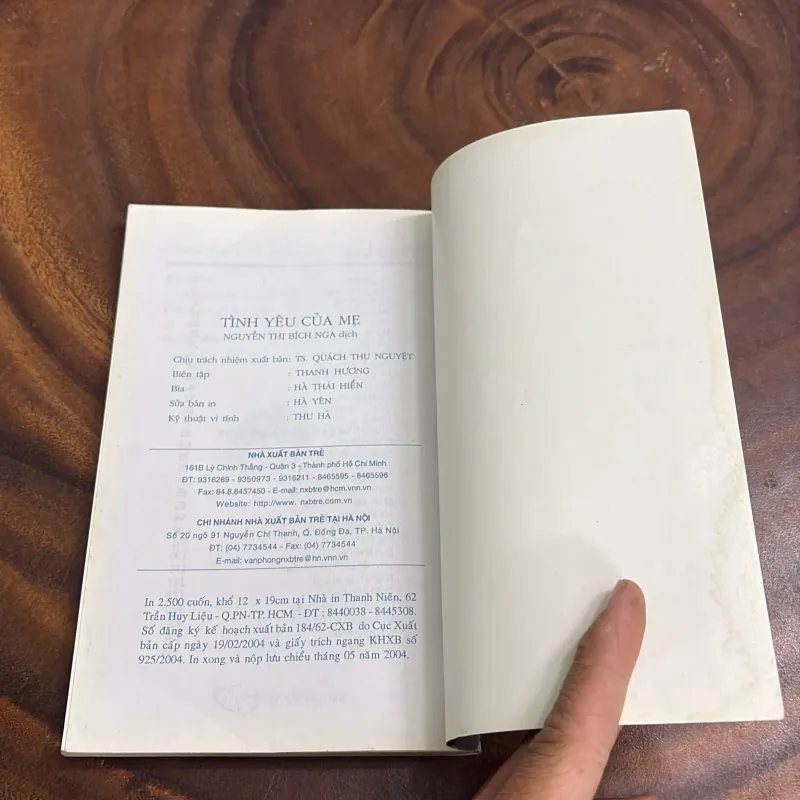 TÌNH YÊU CỦA MẸ
NGUYỄN THỊ BÍCH NGA dịch
Chịu trách nhiệm xuất bản: TS. QUÁCH THU NGUYỆT
Biên tập : THANH HƯƠNG
Bìa : HÀ THÁI HIỂN
Sửa bản in : HÀ YÊN
Kỹ thuật vi tính : THU HÀ
NHÀ XUẤT BẢN TRẺ
161B Lý Chính Thắng - Quận 3 - Thành phố Hồ Chí Minh
ĐT: 9316289 - 9350973 - 9316211 - 8465595 - 8465596
Fax: 84.8.8437450 - E-mail: nxbtre@hcm.vnn.vn
Website: http://www. nxbtre.com.vn
CHI NHÁNH NHÀ XUẤT BẢN TRẺ TẠI HÀ NỘI
Số 20 ngõ 91 Nguyễn Chí Thanh, Q. Đống Đa, TP. Hà Nội
ĐT: (04) 7734544 - Fax: (04) 7734544
E-mail: vanphongnxbtre@hn.vnn.vn
In 2.500 cuốn, khổ 12 x 19cm tại Nhà in Thanh Niên, 62
Trần Huy Liệu - Q.PN-TP. HCM - ĐT : 8440038 - 8445308.
Số đăng ký kế hoạch xuất bản 184/62-CXB do Cục Xuất
bản cấp ngày 19/02/2004 và giấy trích ngang KHXB số
925/2004. In xong và nộp lưu chiểu tháng 05 năm 2004.